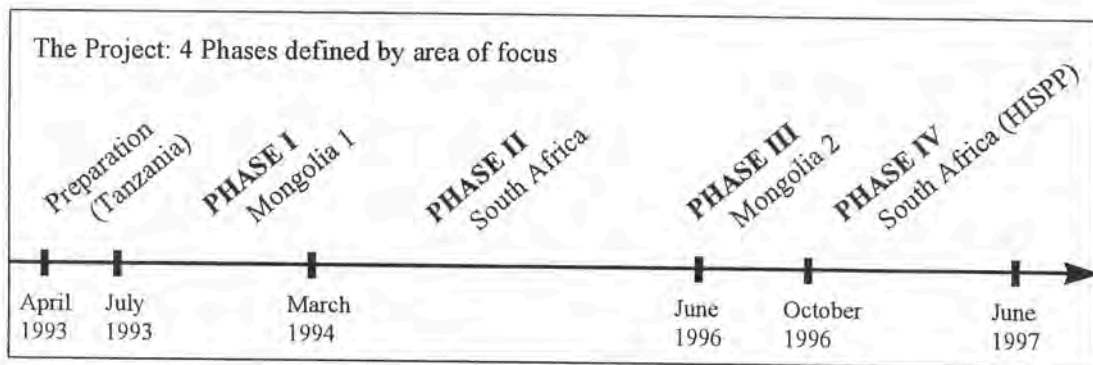 The Project: 4 Phases defined by area of focus
Preparation
(Tanzania)
PHASE I
Mongolia 1
PHASE II
South Africa
PHASE III
Mongolia 2
PHASE IV
South Africa (HISPP)
April
1993
July
1993
March
1994
June
1996
October
1996
June
1997